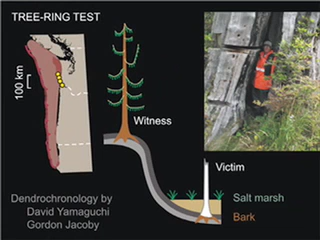 TREE-RING TEST
100 km
Witness
Victim
Salt marsh
Bark
Dendrochronology by
David Yamaguchi
Gordon Jacoby